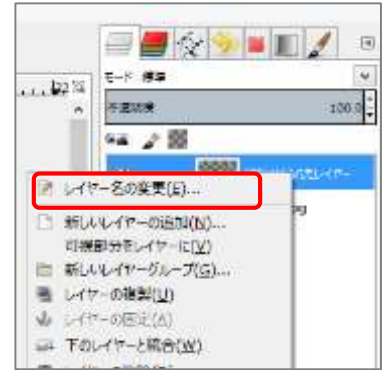 モード 標準
不透明度 100.0
保護
レイヤー名の変更(E)...
新しいレイヤーの追加(N)...
可視部分をレイヤーに(V)
新しいレイヤーグループ(G)...
レイヤーの複製(U)
レイヤーの固定(A)
下のレイヤーと統合(W)